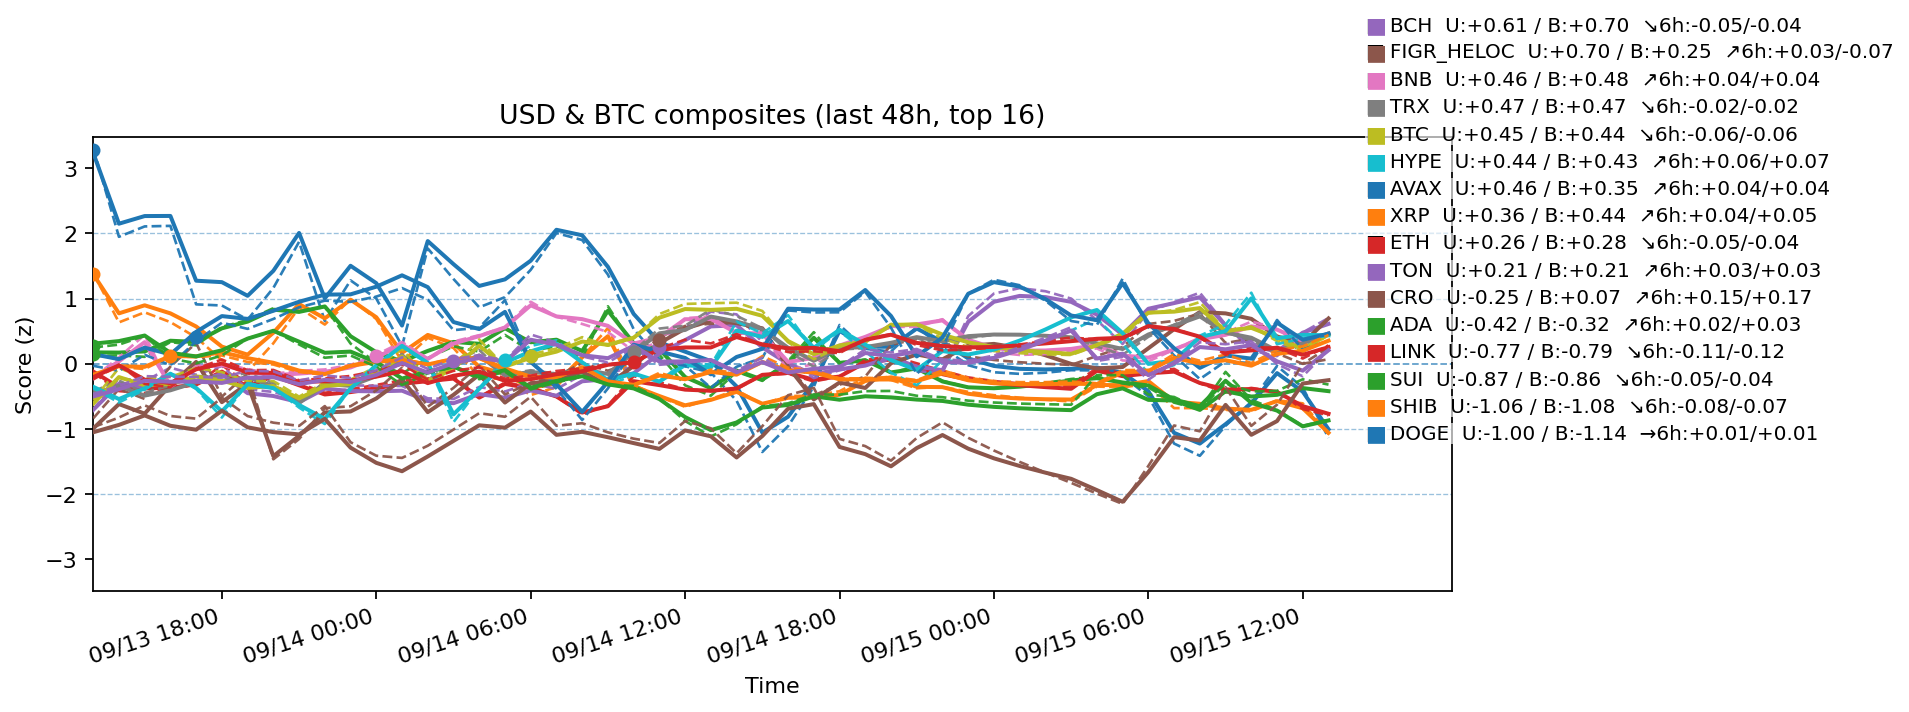 BCH U:+0.61 / B:+0.70 ↘6h:-0.05/-0.04
FIGR_HELOC U:+0.70 / B:+0.25 ↗6h:+0.03/-0.07
BNB U:+0.46 / B:+0.48 ↗6h:+0.04/+0.04
TRX U:+0.47 / B:+0.47 ↘6h:-0.02/-0.02
BTC U:+0.45 / B:+0.44 ↘6h:-0.06/-0.06
HYPE U:+0.44 / B:+0.43 ↗6h:+0.06/+0.07
AVAX U:+0.46 / B:+0.35 ↗6h:+0.04/+0.04
XRP U:+0.36 / B:+0.44 ↗6h:+0.04/+0.05
ETH U:+0.26 / B:+0.28 ↘6h:-0.05/-0.04
TON U:+0.21 / B:+0.21 ↗6h:+0.03/+0.03
CRO U:-0.25 / B:+0.07 ↗6h:+0.15/+0.17
ADA U:-0.42 / B:-0.32 ↗6h:+0.02/+0.03
LINK U:-0.77 / B:-0.79 ↘6h:-0.11/-0.12
SUI U:-0.87 / B:-0.86 ↘6h:-0.05/-0.04
SHIB U:-1.06 / B:-1.08 ↘6h:-0.08/-0.07
DOGE U:-1.00 / B:-1.14 →6h:+0.01/+0.01
USD & BTC composites (last 48h, top 16)
Score (z)
3
2
1
0
−1
−2
−3
09/13 18:00
09/14 00:00
09/14 06:00
09/14 12:00
09/14 18:00
09/15 00:00
09/15 06:00
09/15 12:00
Time